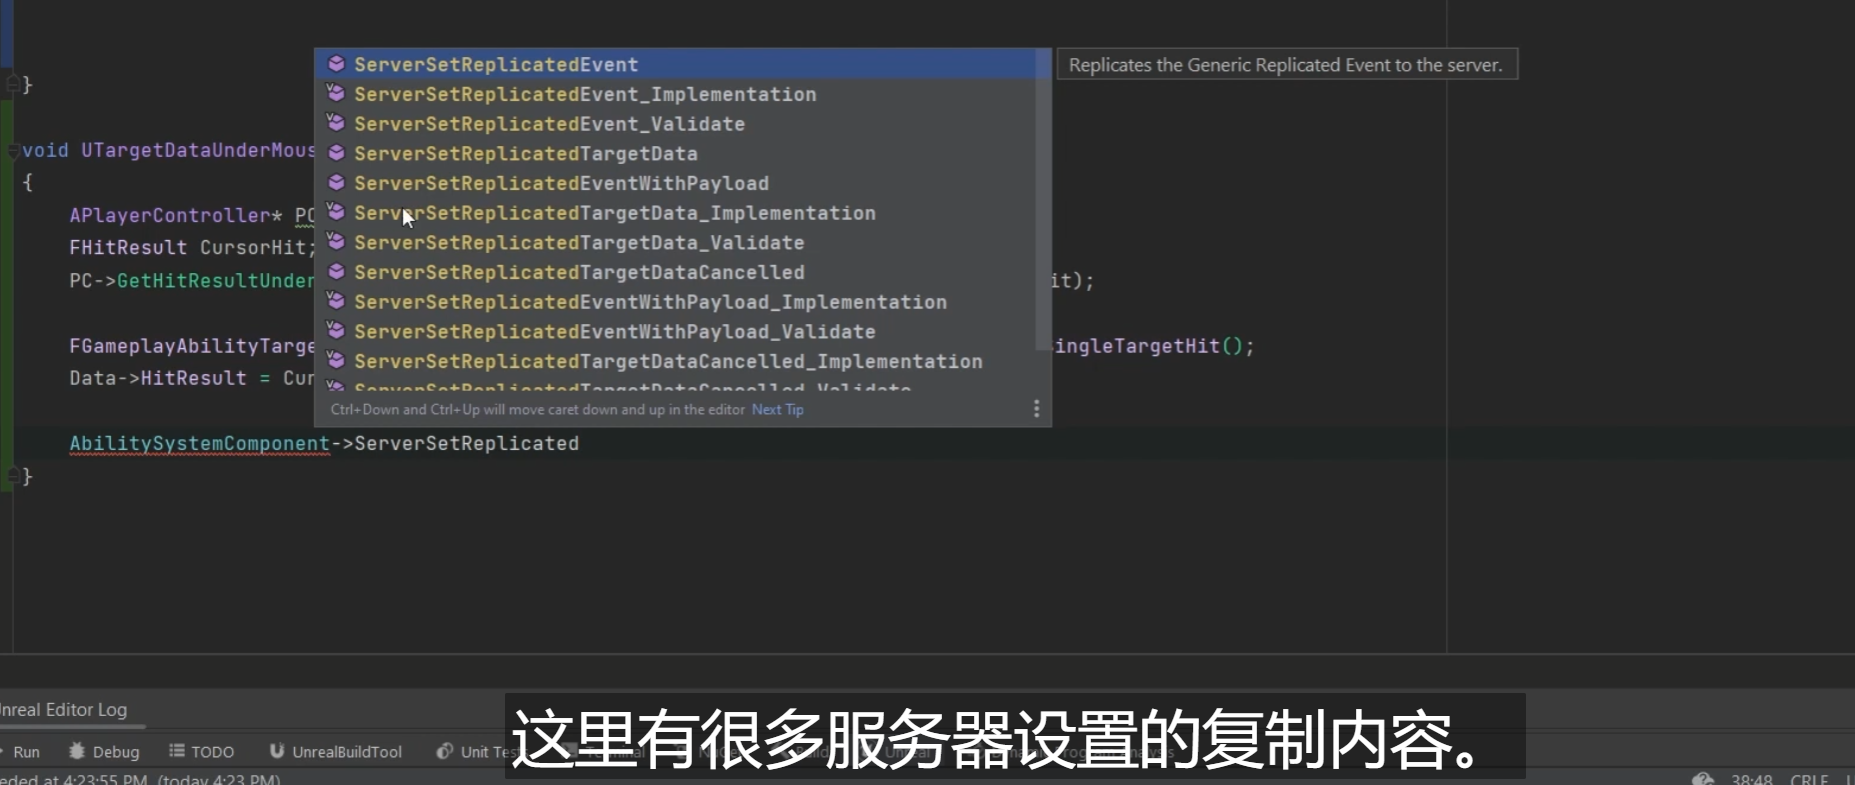 ServerSetReplicatedEvent
Replicates the Generic Replicated Event to the server.
}
ServerSetReplicatedEvent_Implementation
ServerSetReplicatedEvent_Validate
void UTargetDataUnderMous
ServerSetReplicatedTargetData
{
ServerSetReplicatedEventWithPayload
APlayerController* PC
ServerSetReplicatedTargetData_Implementation
FHitResult CursorHit;
ServerSetReplicatedTargetData_Validate
PC->GetHitResultUnder
ServerSetReplicatedTargetDataCancelled
it);
ServerSetReplicatedEventWithPayload_Implementation
ServerSetReplicatedEventWithPayload_Validate
FGameplayAbilityTarge
ingleTargetHit();
ServerSetReplicatedTargetDataCancelled_Implementation
Data->HitResult = Cur
ServerSetReplicatedTargetDataCancelled_Validate
Ctrl+Down and Ctrl+Up will move caret down and up in the editor Next Tip
AbilitySystemComponent->ServerSetReplicated
}
nreal Editor Log
这里有很多服务器设置的复制内容。
Run Debug TODO UnrealBuildTool Unit Tests
eded at 4:23:55 PM (today 4:23 PM)
38:48 CRLF